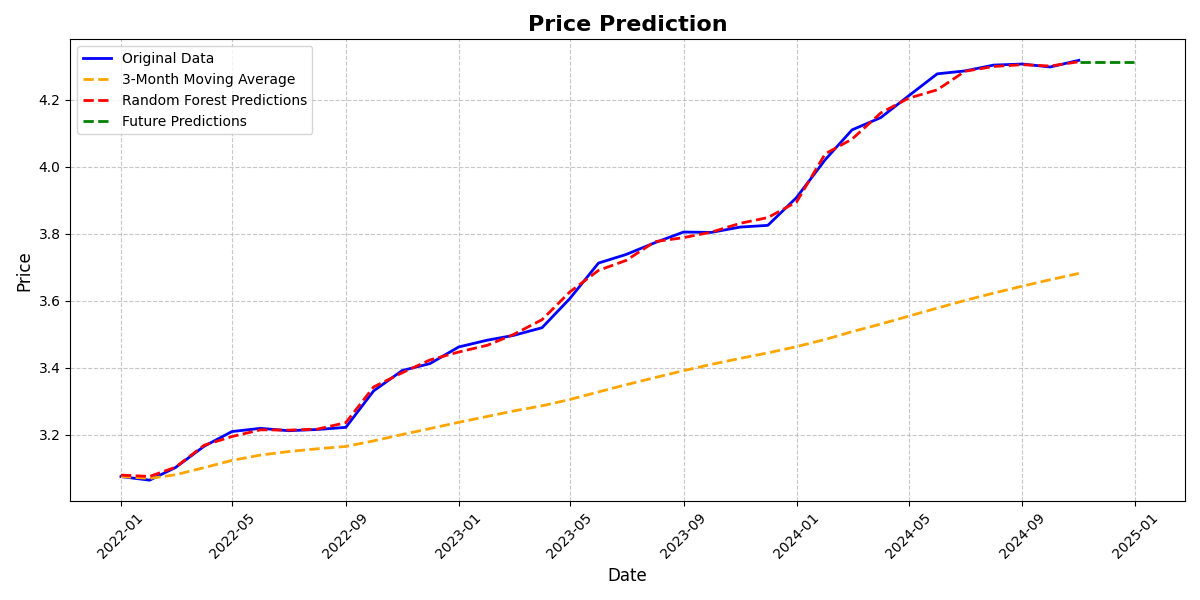 Price Prediction
Original Data
3-Month Moving Average
Random Forest Predictions
Future Predictions
Price
4.2
4.0
3.8
3.6
3.4
3.2
2022-01
2022-05
2022-09
2023-01
2023-05
2023-09
2024-01
2024-05
2024-09
2025-01
Date